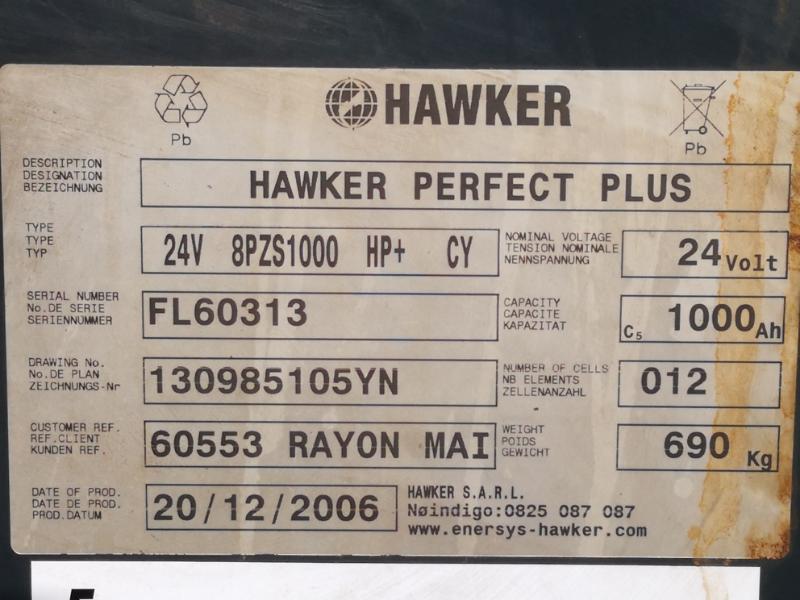 Pb
HAWKER
Pb
DESCRIPTION
DESIGNATION
BEZEICHNUNG
HAWKER PERFECT PLUS
TYPE
TYPE
TYP
24V 8PZS1000 HP+ CY
NOMINAL VOLTAGE
TENSION NOMINALE
NENNSPANNUNG
24 Volt
SERIAL NUMBER
No.DE SERIE
SERIENNUMMER
FL60313
CAPACITY
CAPACITE
KAPAZITAT
C5 1000 Ah
DRAWING No.
No.DE PLAN
ZEICHNUNGS-Nr
130985105YN
NUMBER OF CELLS
NB ELEMENTS
ZELLENANZAHL
012
CUSTOMER REF.
REF.CLIENT
KUNDEN REF.
60553 RAYON MAI
WEIGHT
POIDS
GEWICHT
690 Kg
DATE OF PROD.
DATE DE PROD.
PROD.DATUM
20/12/2006
HAWKER S.A.R.L.
Nøindigo:0825 087 087
www.enersys-hawker.com